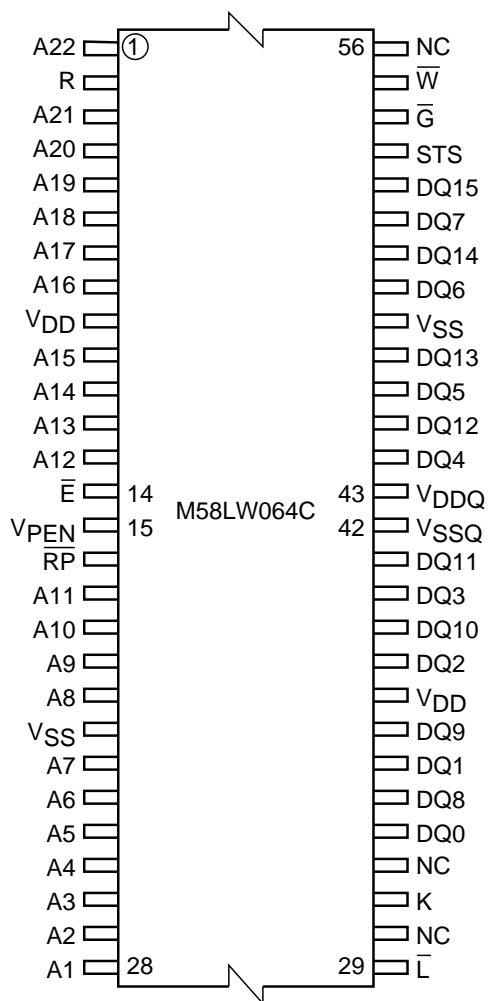 A22 1 56 NC
R W̅
A21 G̅
A20 STS
A19 DQ15
A18 DQ7
A17 DQ14
A16 DQ6
VDD VSS
A15 DQ13
A14 DQ5
A13 DQ12
A12 DQ4
E̅ 14 43 VDDQ
M58LW064C
VPEN 15 42 VSSQ
R̅P̅ DQ11
A11 DQ3
A10 DQ10
A9 DQ2
A8 VDD
VSS DQ9
A7 DQ1
A6 DQ8
A5 DQ0
A4 NC
A3 K
A2 NC
A1 28 29 L̅